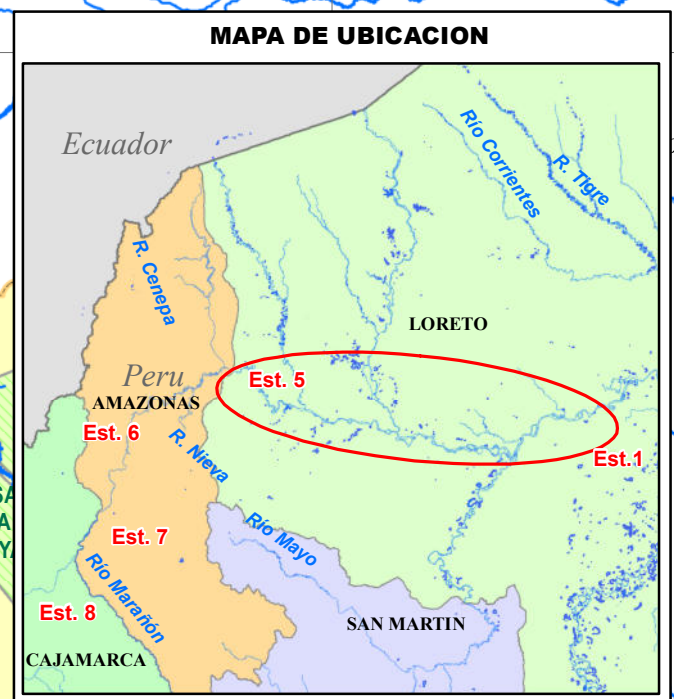 MAPA DE UBICACION
Ecuador
Río Corrientes
R. Tigre
R. Cenepa
LORETO
Peru
Est. 5
AMAZONAS
Est. 6
R. Nieva
Est.1
Río Mayo
Est. 7
Río Marañón
Est. 8
SAN MARTIN
CAJAMARCA